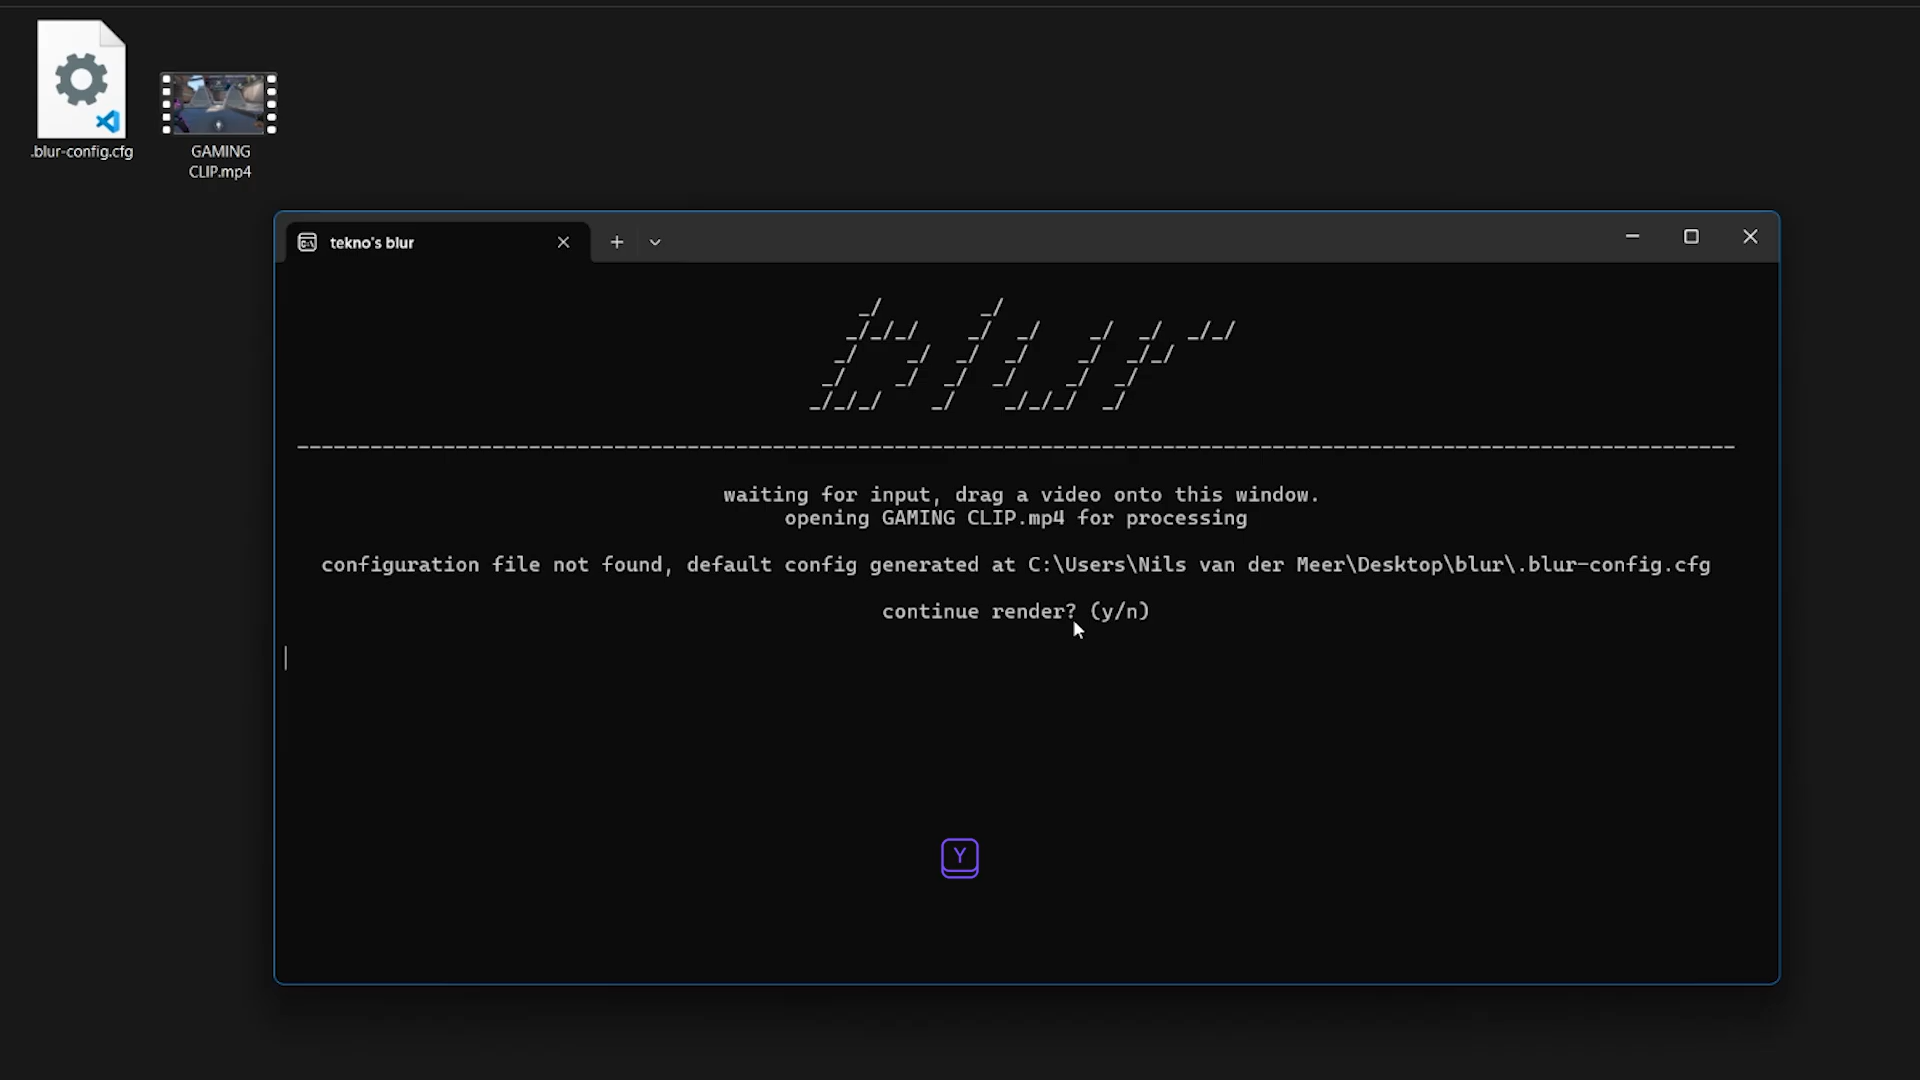 .blur-config.cfg
GAMING
CLIP.mp4
tekno's blur
blur
waiting for input, drag a video onto this window.
opening GAMING CLIP.mp4 for processing
configuration file not found, default config generated at C:\Users\Nils van der Meer\Desktop\blur\.blur-config.cfg
continue render? (y/n)
Y